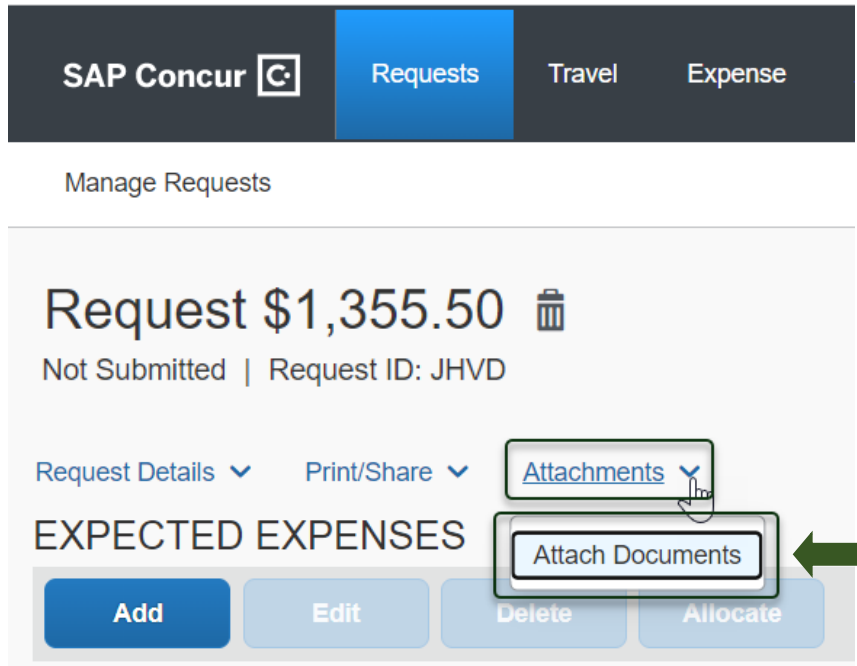 SAP Concur C Requests Travel Expense
Manage Requests
Request $1,355.50
Not Submitted | Request ID: JHVD
Request Details Print/Share Attachments
EXPECTED EXPENSES
Attach Documents
Add Edit Delete Allocate